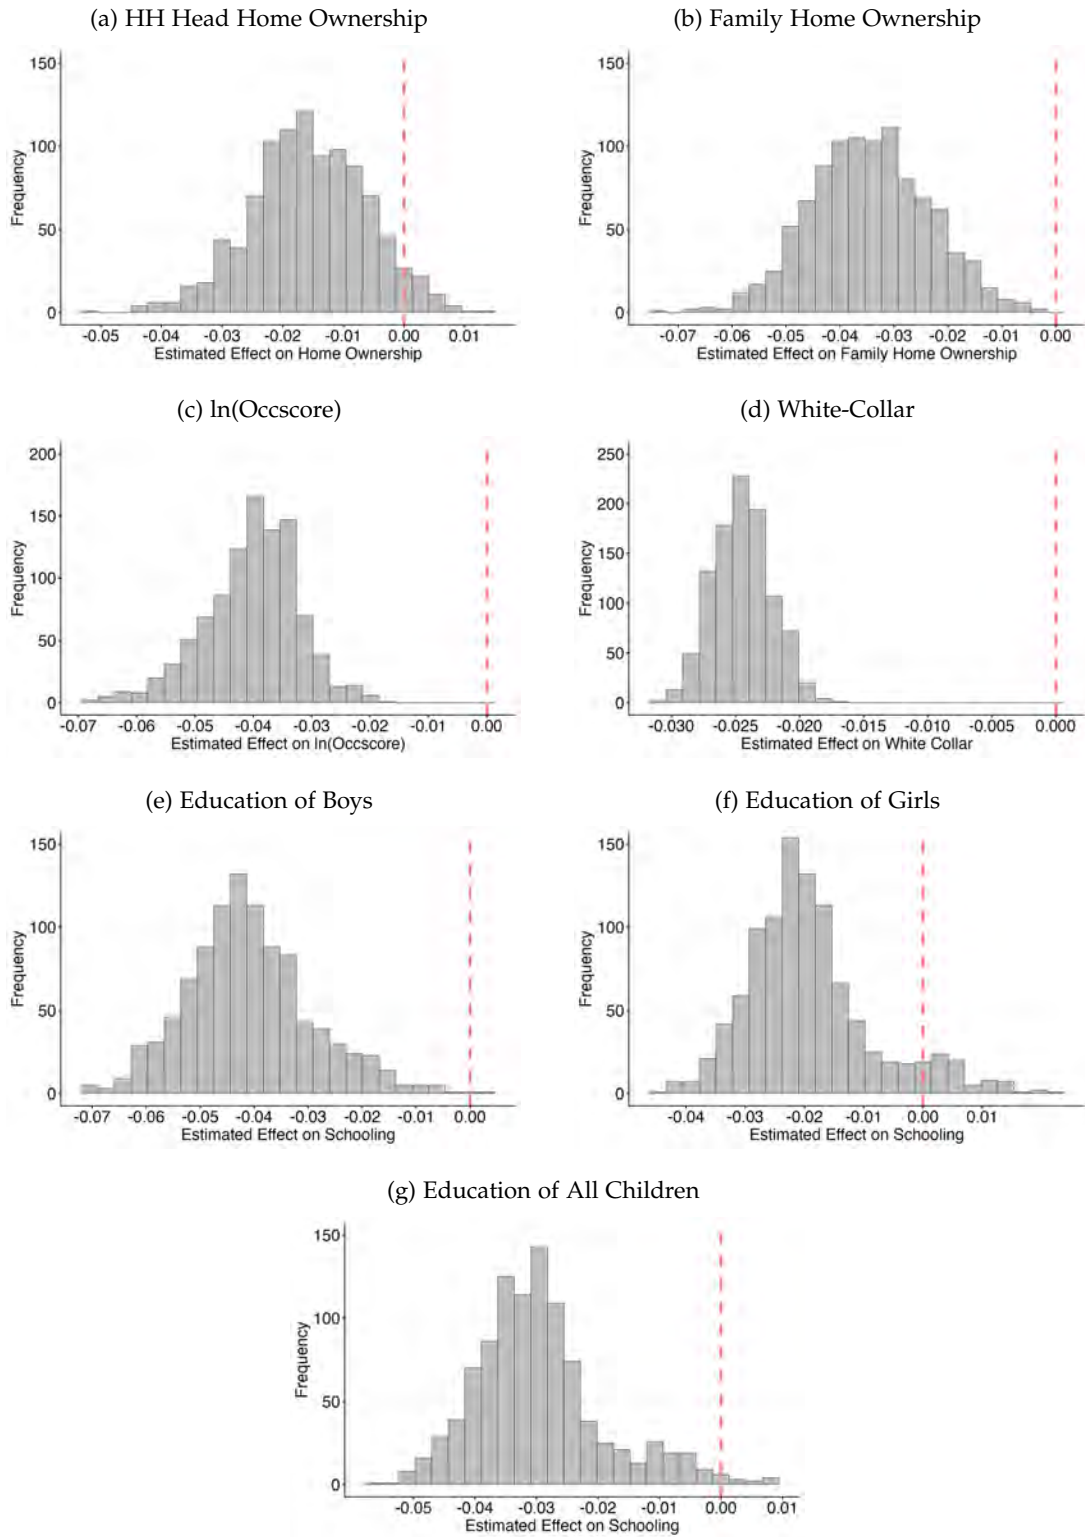 (a) HH Head Home Ownership
150
100
50
0
Frequency
-0.05 -0.04 -0.03 -0.02 -0.01 0.00 0.01
Estimated Effect on Home Ownership
(b) Family Home Ownership
150
100
50
0
Frequency
-0.07 -0.06 -0.05 -0.04 -0.03 -0.02 -0.01 0.00
Estimated Effect on Family Home Ownership
(c) ln(Occscore)
200
150
100
50
0
Frequency
-0.07 -0.06 -0.05 -0.04 -0.03 -0.02 -0.01 0.00
Estimated Effect on ln(Occscore)
(d) White-Collar
250
200
150
100
50
0
Frequency
-0.030 -0.025 -0.020 -0.015 -0.010 -0.005 0.000
Estimated Effect on White Collar
(e) Education of Boys
150
100
50
0
Frequency
-0.07 -0.06 -0.05 -0.04 -0.03 -0.02 -0.01 0.00
Estimated Effect on Schooling
(f) Education of Girls
150
100
50
0
Frequency
-0.04 -0.03 -0.02 -0.01 0.00 0.01
Estimated Effect on Schooling
(g) Education of All Children
150
100
50
0
Frequency
-0.05 -0.04 -0.03 -0.02 -0.01 0.00 0.01
Estimated Effect on Schooling